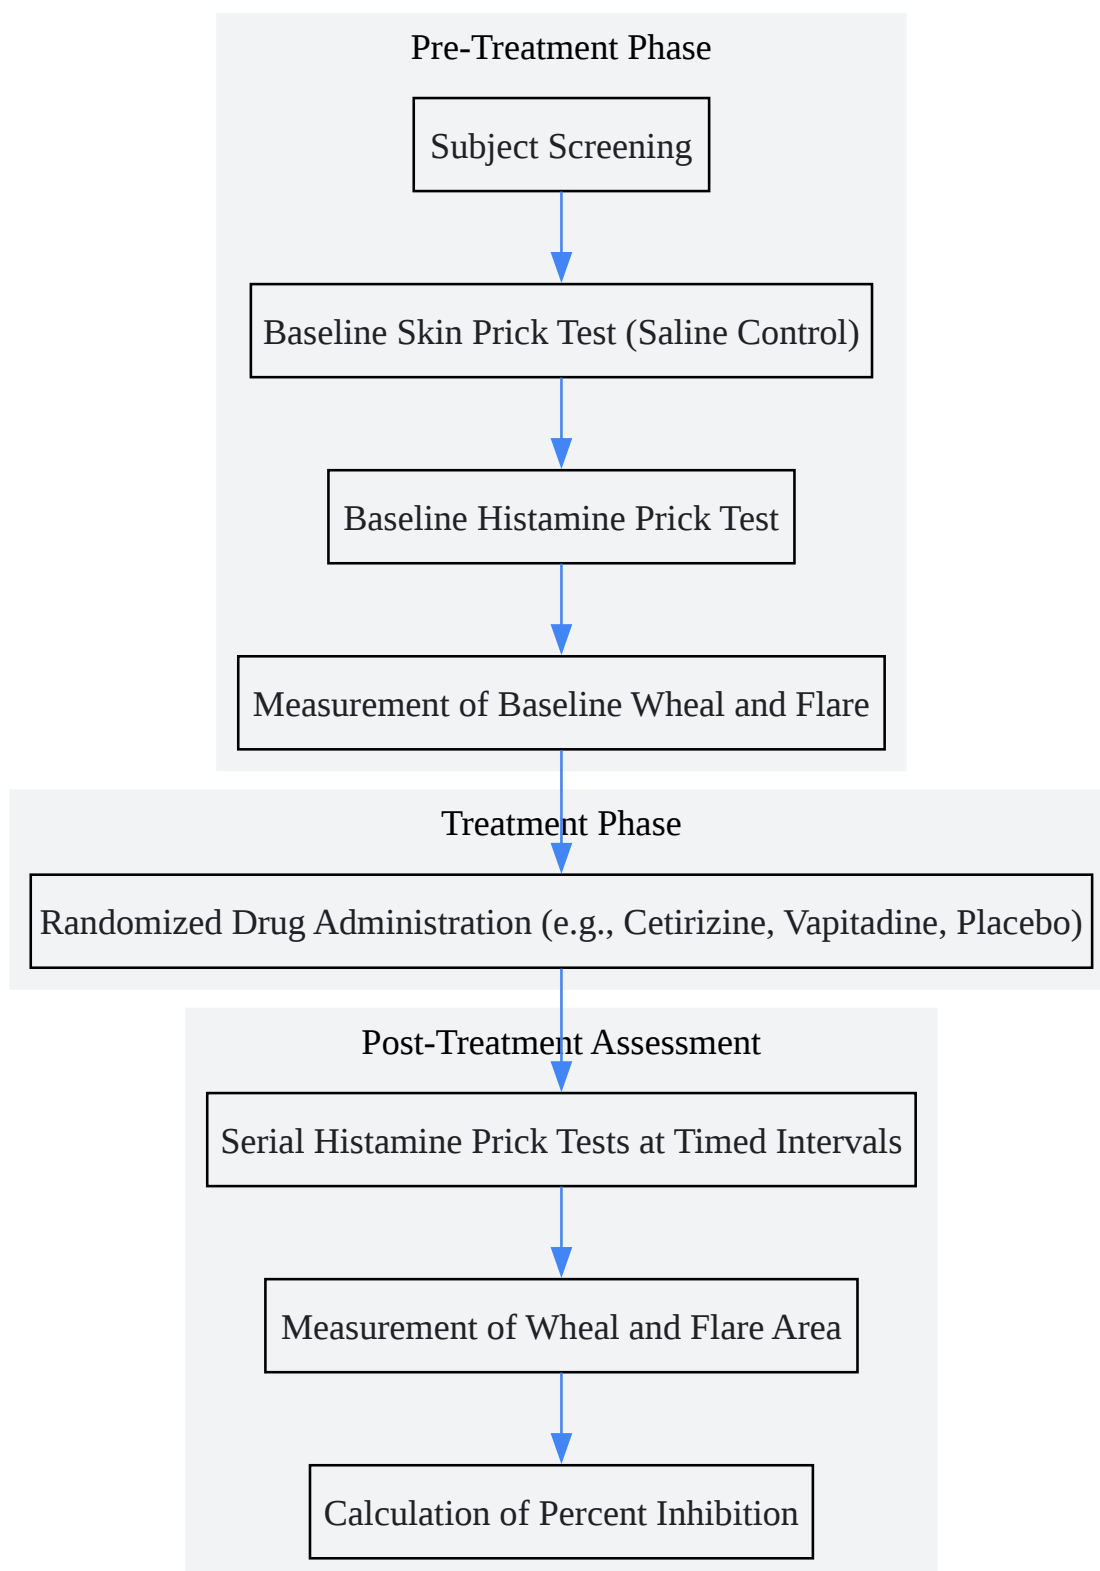 Pre-Treatment Phase
Subject Screening
Baseline Skin Prick Test (Saline Control)
Baseline Histamine Prick Test
Measurement of Baseline Wheal and Flare
Treatment Phase
Randomized Drug Administration (e.g., Cetirizine, Vapitadine, Placebo)
Post-Treatment Assessment
Serial Histamine Prick Tests at Timed Intervals
Measurement of Wheal and Flare Area
Calculation of Percent Inhibition